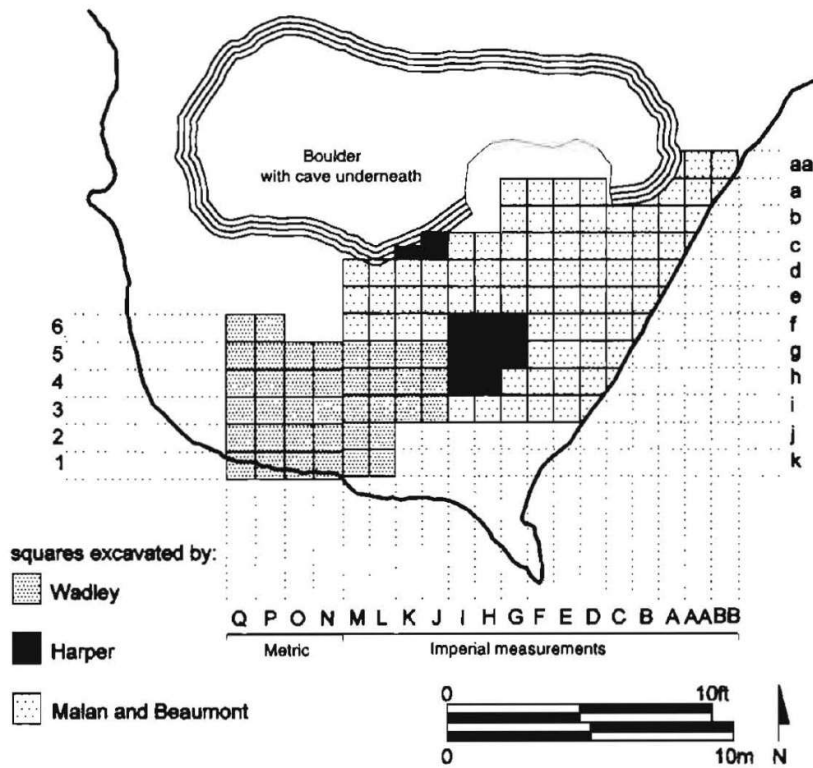 Boulder
with cave underneath
aa
a
b
c
d
e
f
g
h
i
j
k
6
5
4
3
2
1
squares excavated by:
Wadley
Harper
Malan and Beaumont
Q P O N M L K J I H G F E D C B A AA BB
Metric Imperial measurements
0 10ft
0 10m N